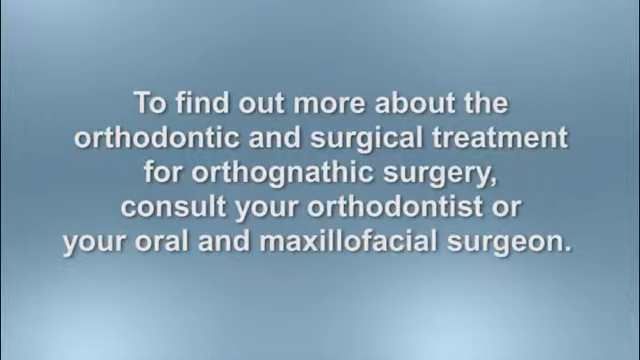 To find out more about the
orthodontic and surgical treatment
for orthognathic surgery,
consult your orthodontist or
your oral and maxillofacial surgeon.